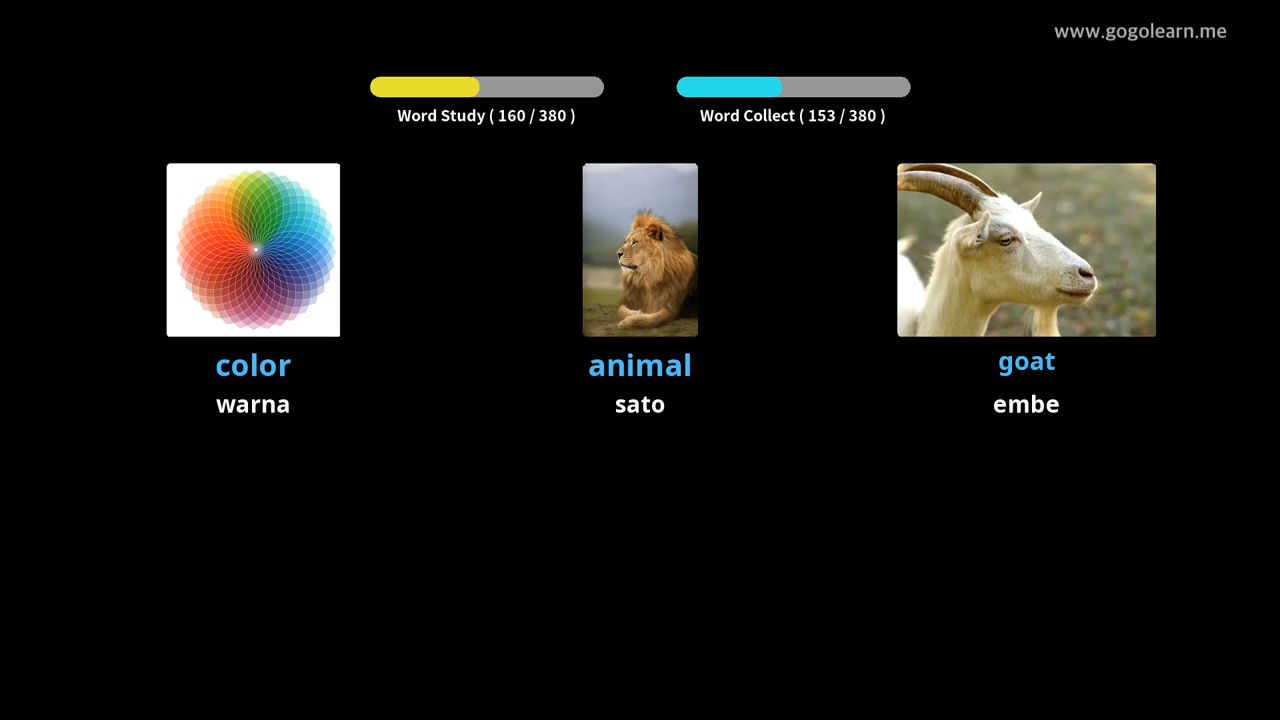 www.gogolearn.me
Word Study ( 160 / 380 )
Word Collect ( 153 / 380 )
color
warna
animal
sato
goat
embe